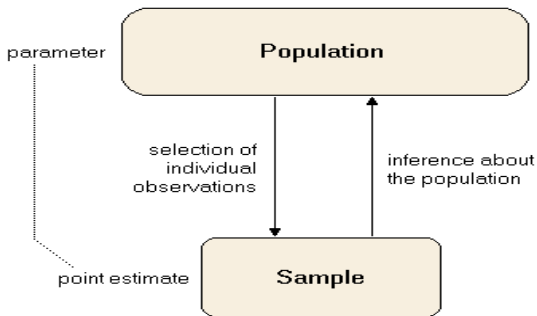 parameter
Population
selection of
individual
observations
inference about
the population
point estimate
Sample